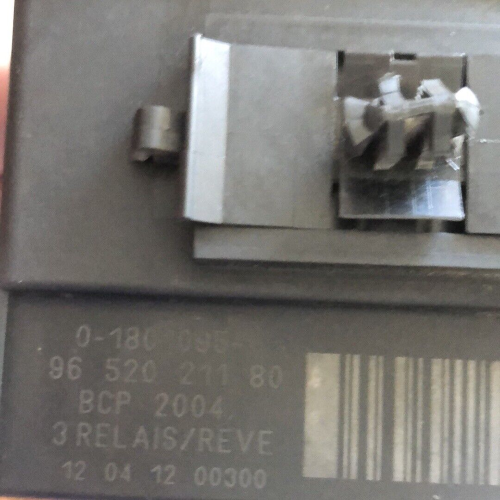 96 520 211 80
BCP 2004
3 RELAIS/REVE
12 04 12 00300